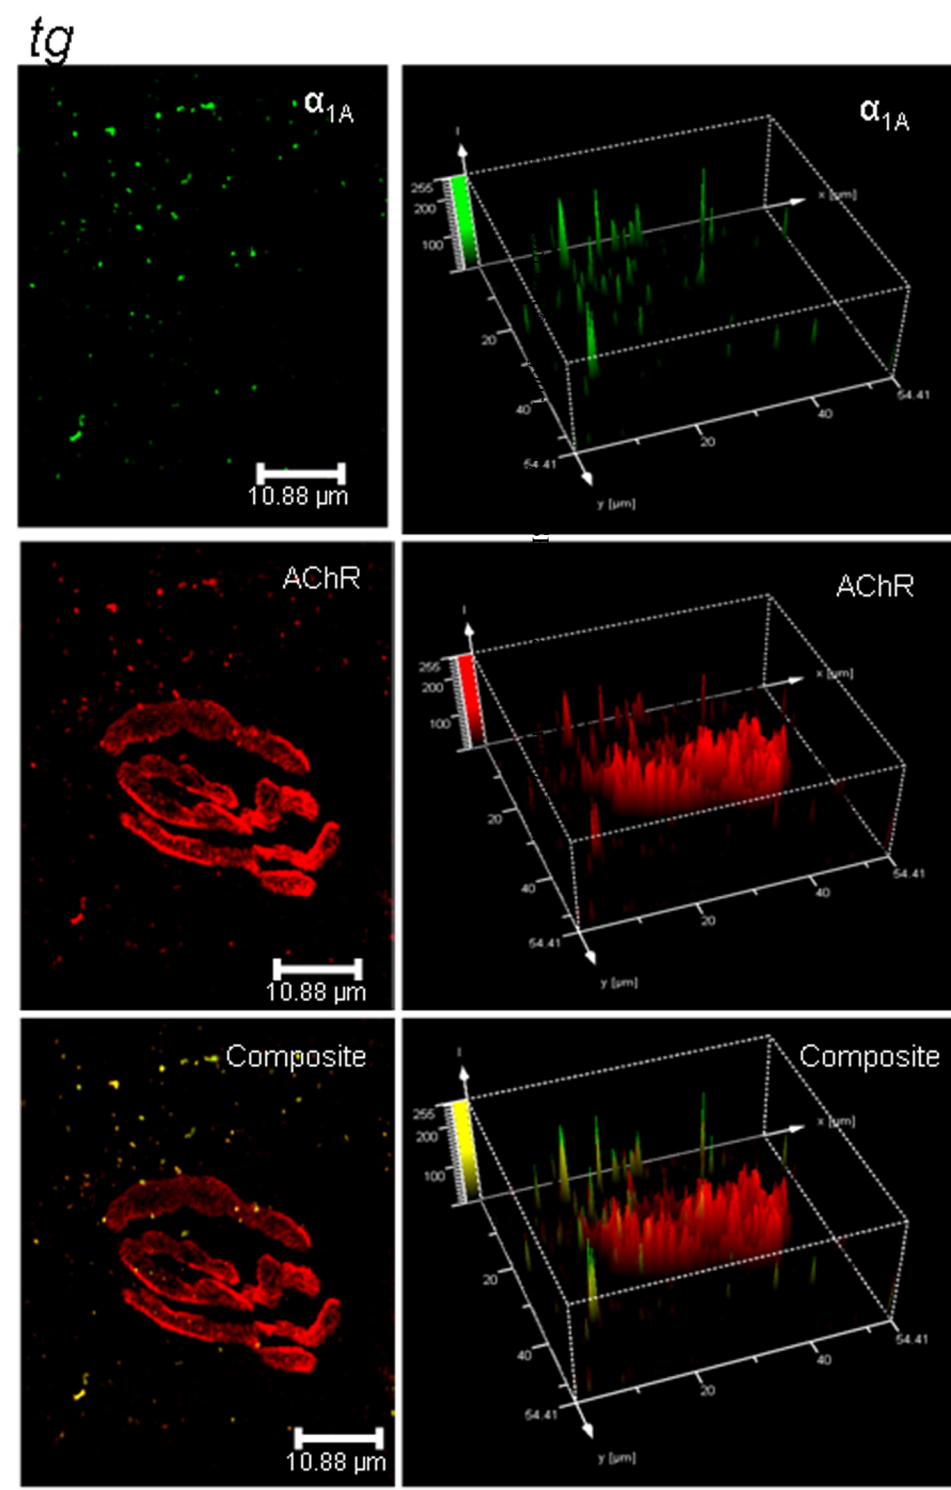 tg
α1A
10.88 µm
α1A
I
255
200
100
x [µm]
20
40
54.41
20
40
54.41
y [µm]
AChR
10.88 µm
AChR
I
255
200
100
x [µm]
20
40
54.41
20
40
54.41
y [µm]
Composite
10.88 µm
Composite
I
255
200
100
x [µm]
20
40
54.41
20
40
54.41
y [µm]